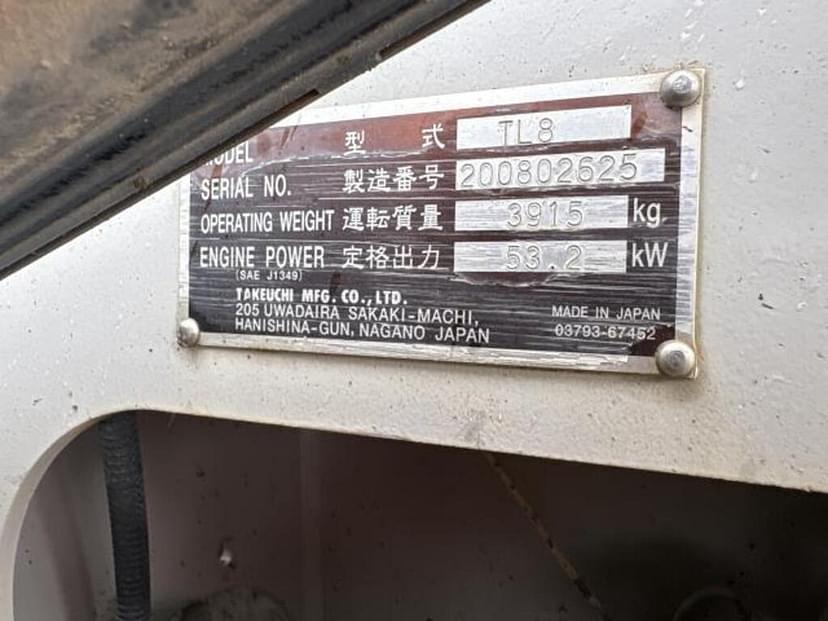 MODEL 型式 TL8
SERIAL NO. 製造番号 200802625
OPERATING WEIGHT 運転質量 3915 kg
ENGINE POWER 定格出力 53.2 kW
(SAE J1349)
TAKEUCHI MFG. CO., LTD.
205 UWADAIRA SAKAKI-MACHI,
HANISHINA-GUN, NAGANO JAPAN
MADE IN JAPAN
03793-67452